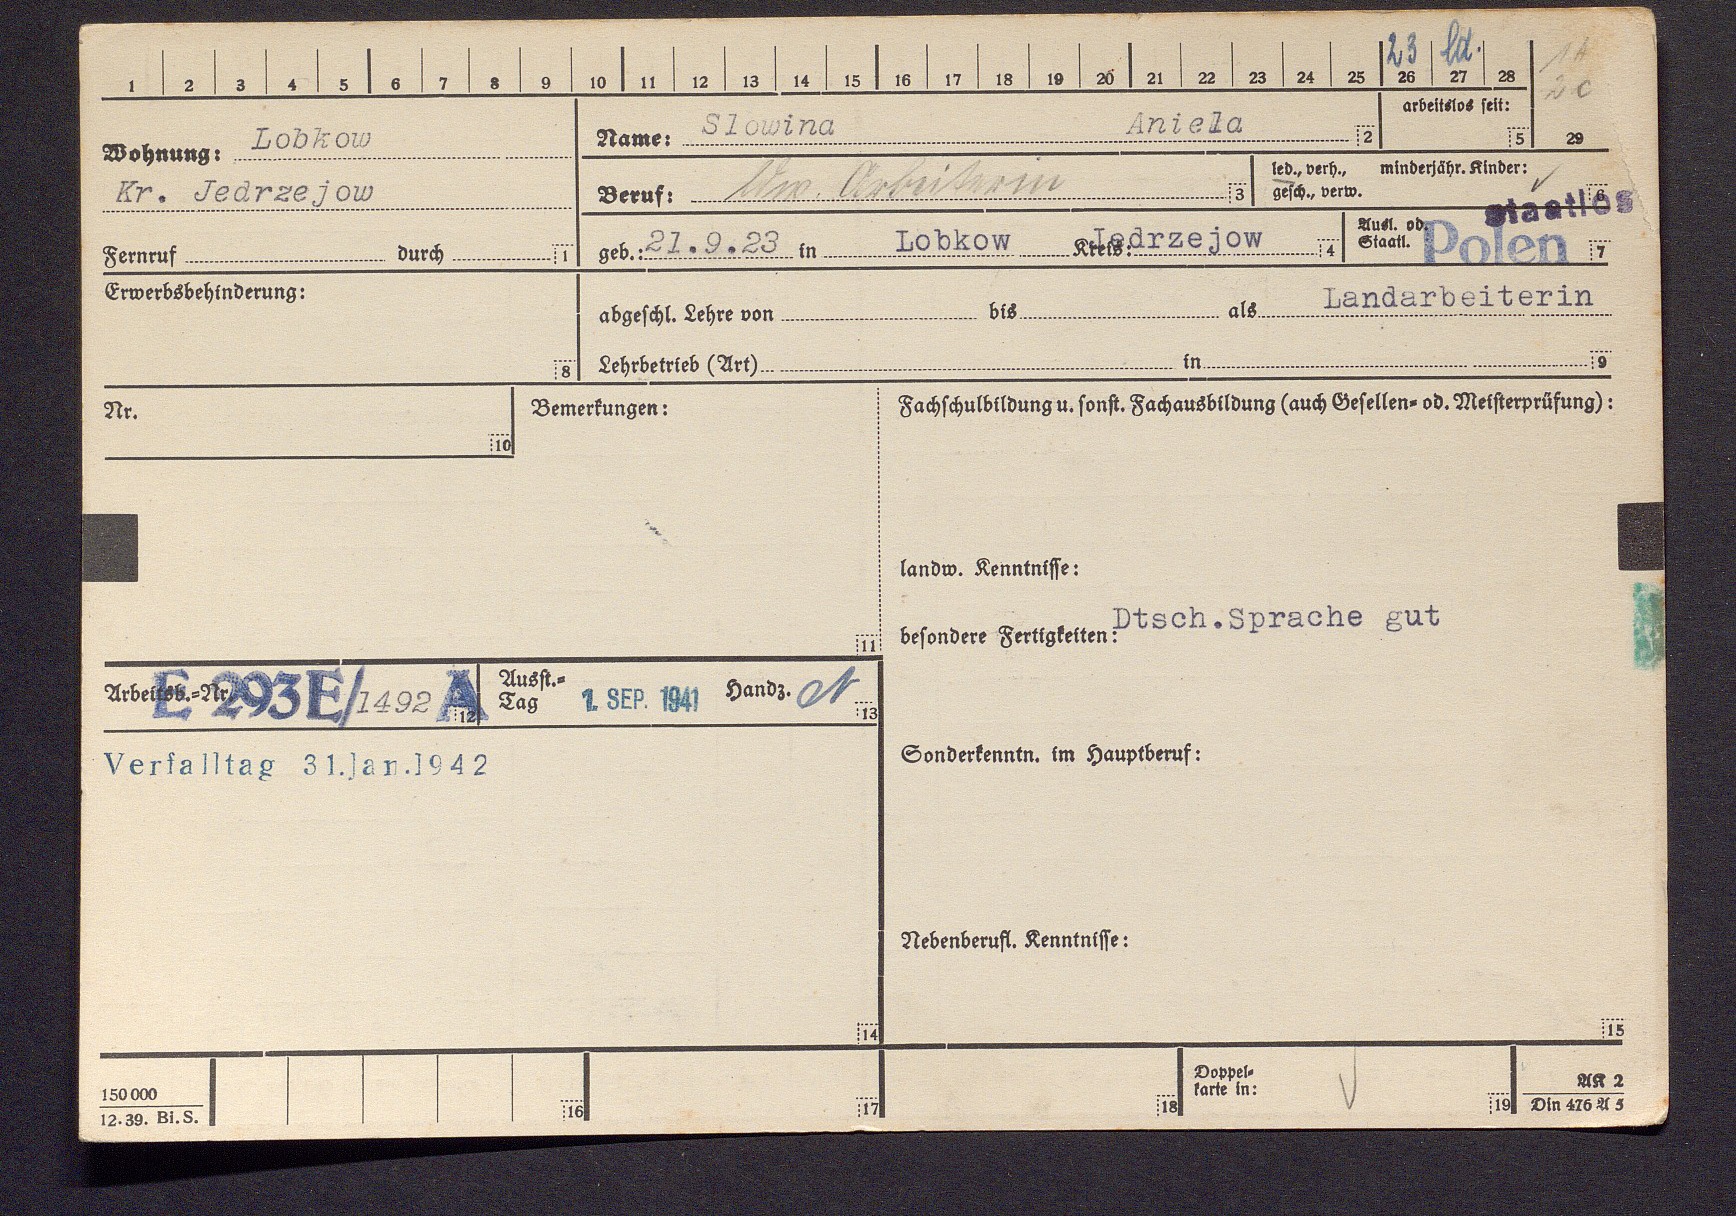 23 ld.
1 2 3 4 5 6 7 8 9 10 11 12 13 14 15 16 17 18 19 20 21 22 23 24 25 26 27 28
29
Wohnung: Lobkow
Kr. Jedrzejow
Fernruf durch 1
Name: Slowina Aniela 2
arbeitslos seit: 5
Beruf: Arbeiterin 3
led., verh., minderjähr. Kinder: ✓
gesch., verw. 6
staatlos
geb.: 21.9.23 in Lobkow Kreis: Jedrzejow 4
Ausl. od.
Staatl. Polen 7
Erwerbsbehinderung:
8
abgeschl. Lehre von bis als Landarbeiterin
Lehrbetrieb (Art) in 9
Nr.
10
Bemerkungen:
11
Fachschulbildung u. sonst. Fachausbildung (auch Gesellen= od. Meisterprüfung):
landw. Kenntnisse:
besondere Fertigkeiten: Dtsch.Sprache gut
Arbeitsb.=Nr. E 293E/1492 A 12
Ausst.=
Tag 1. SEP. 1941 Handz. 13
Verfalltag 31.Jan.1942
14
Sonderkenntn. im Hauptberuf:
Nebenberufl. Kenntnisse:
15
150 000
12.39. Bi. S.
16
17
18
Doppel=
karte in: 19
AK 2
Din 476 A 5